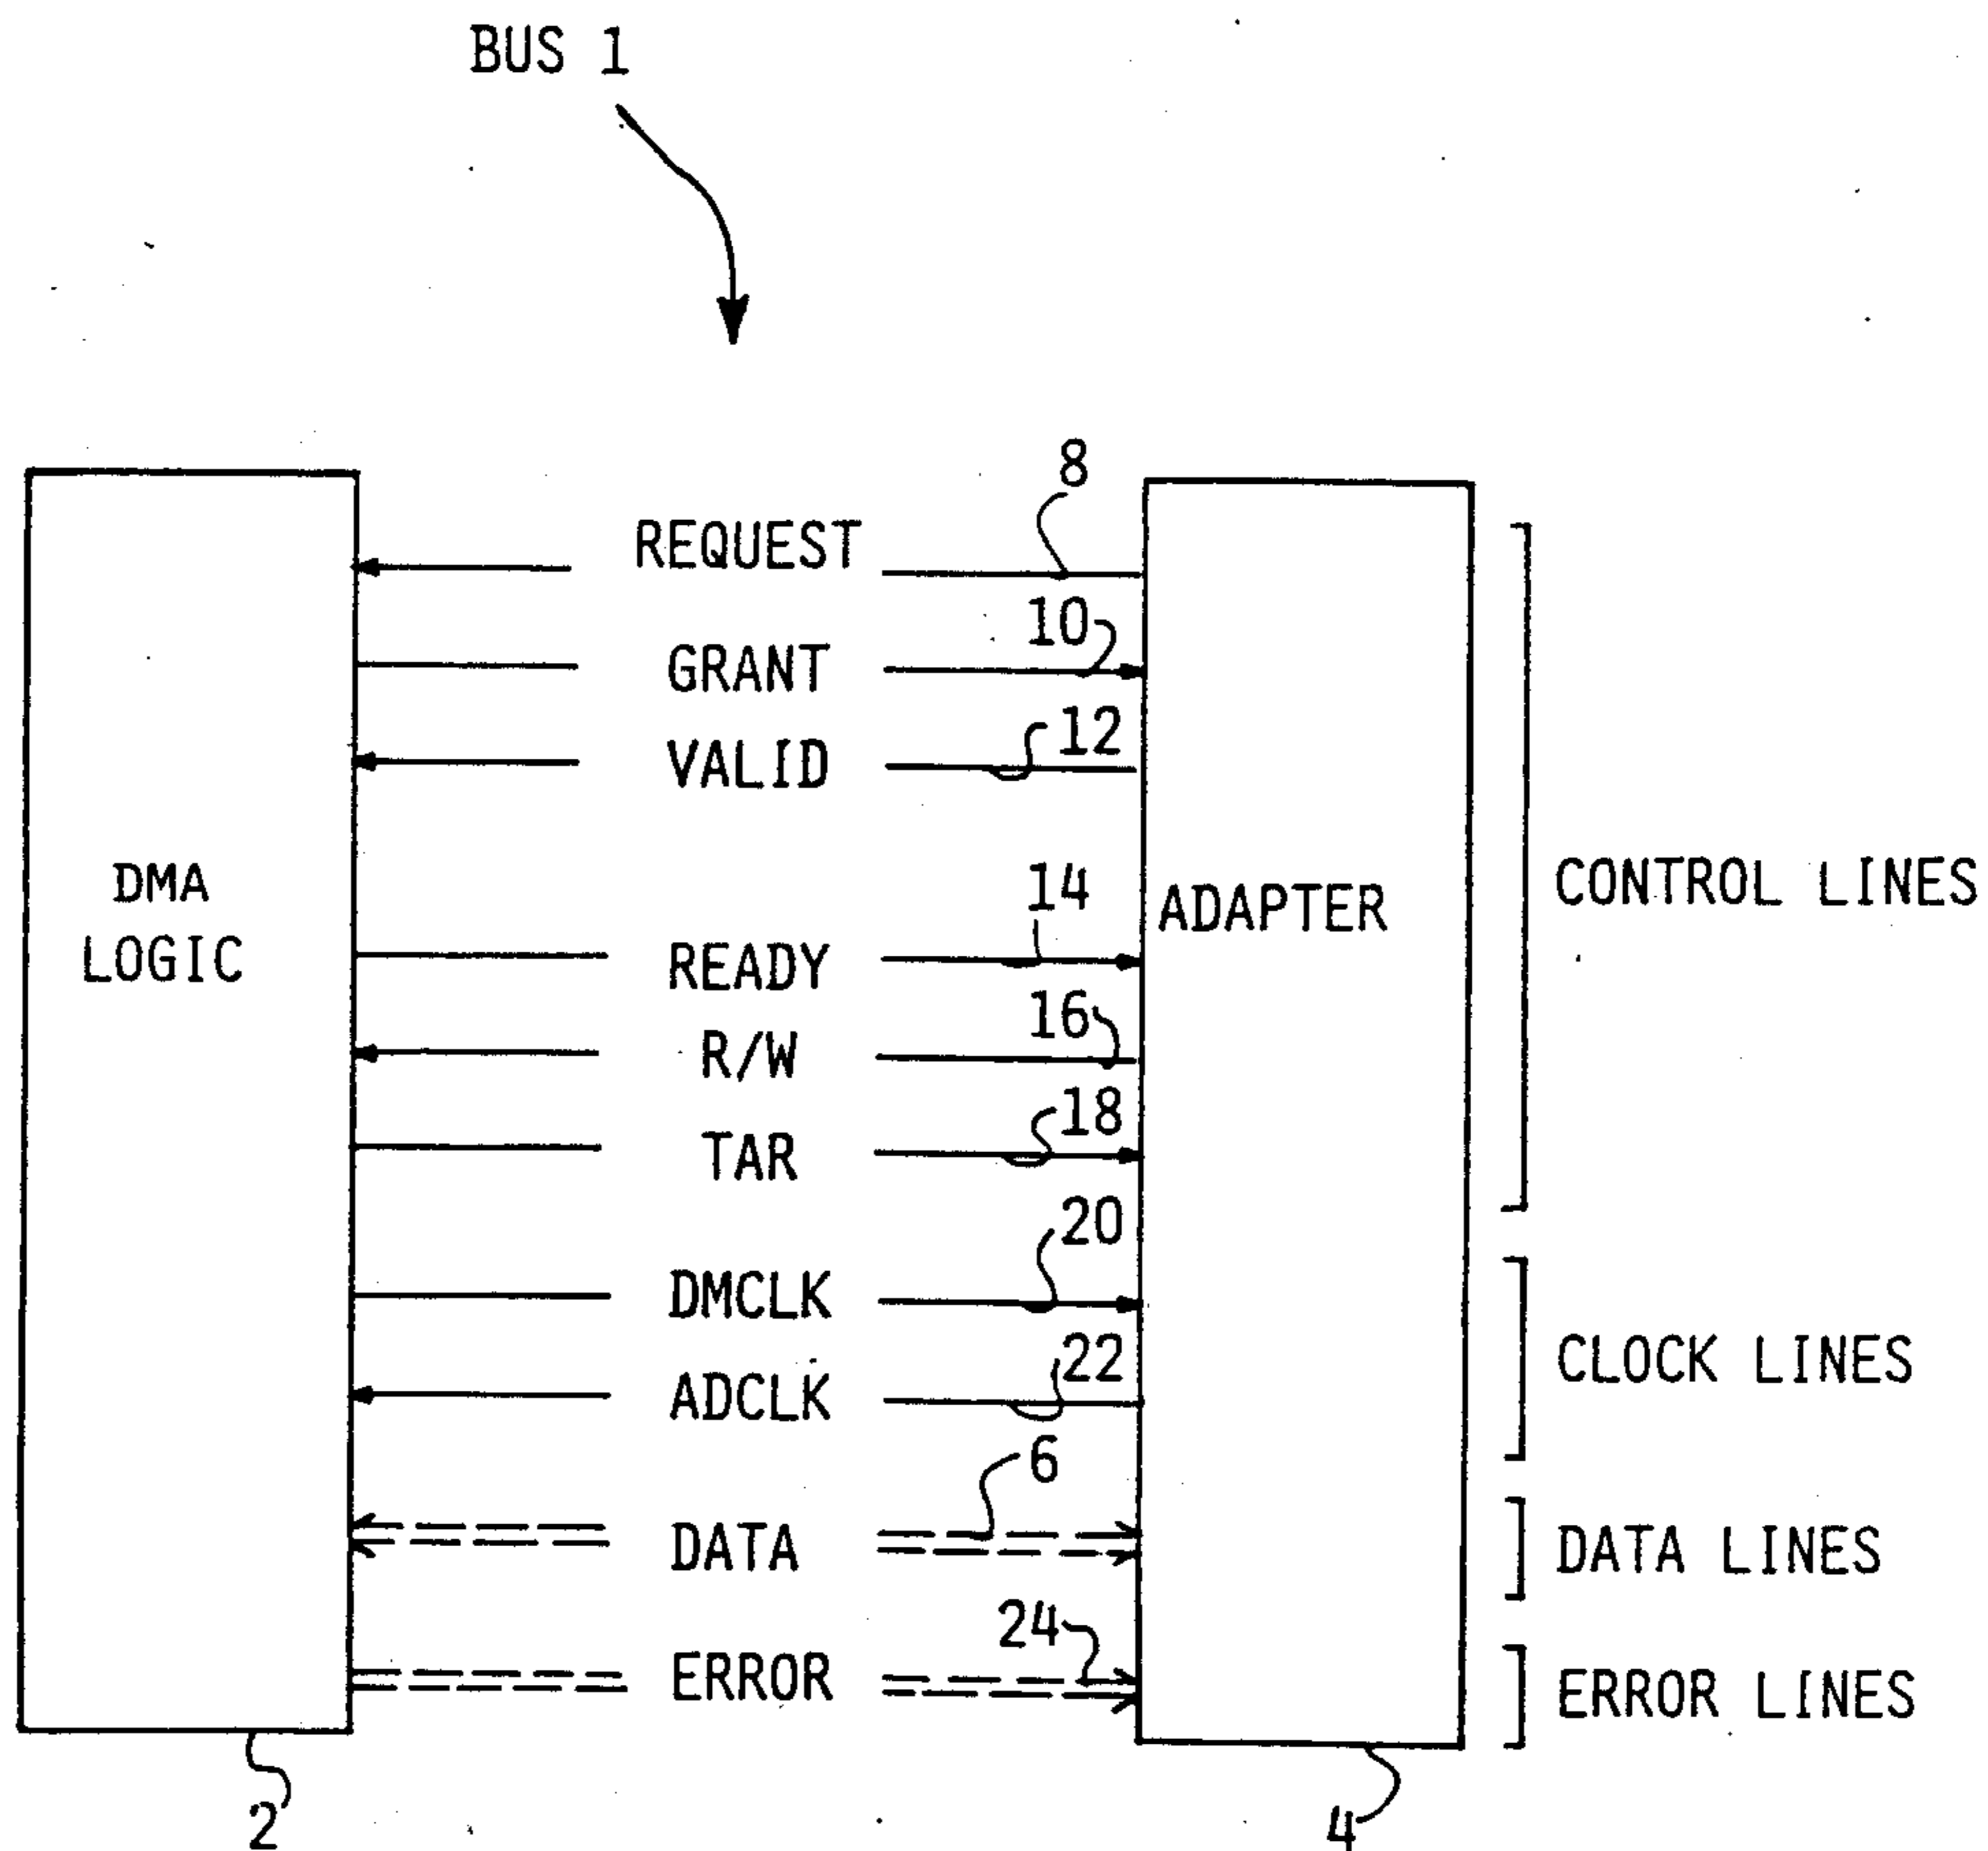 BUS 1
8
REQUEST
10
GRANT
12
VALID
DMA
LOGIC
14
ADAPTER
CONTROL LINES
READY
16
R/W
18
TAR
20
DMCLK
22
CLOCK LINES
ADCLK
6
DATA
DATA LINES
24
ERROR
ERROR LINES
2
4